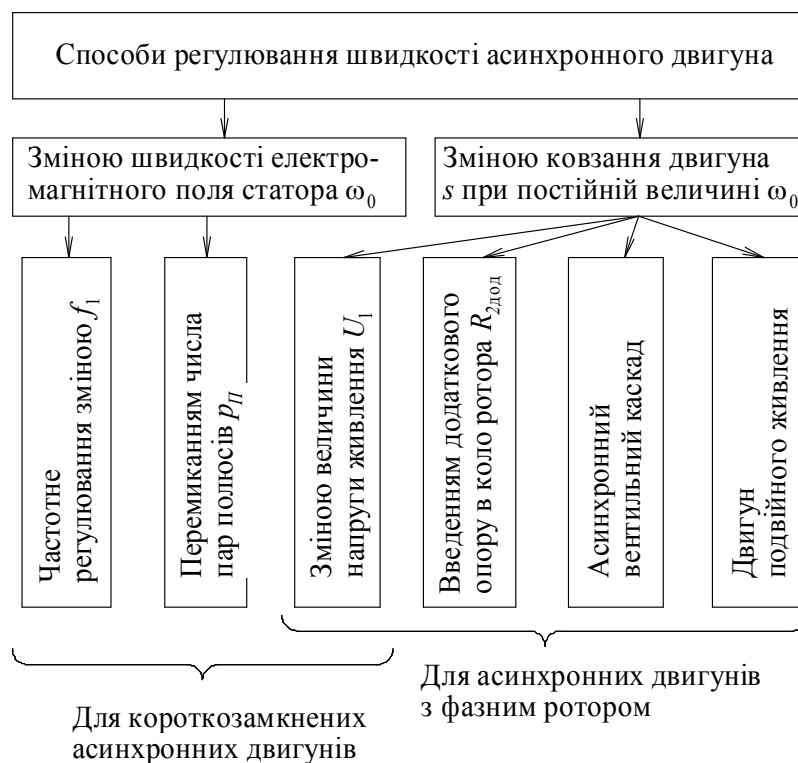 Способи регулювання швидкості асинхронного двигуна
Зміною швидкості електро-
магнітного поля статора ω₀
Зміною ковзання двигуна
s при постійній величині ω₀
Частотне
регулювання зміною f₁
Перемиканням числа
пар полюсів p_П
Зміною величини
напруги живлення U₁
Введенням додаткового
опору в коло ротора R₂дод
Асинхронний
вентильний каскад
Двигун
подвійного живлення
Для короткозамкнених
асинхронних двигунів
Для асинхронних двигунів
з фазним ротором